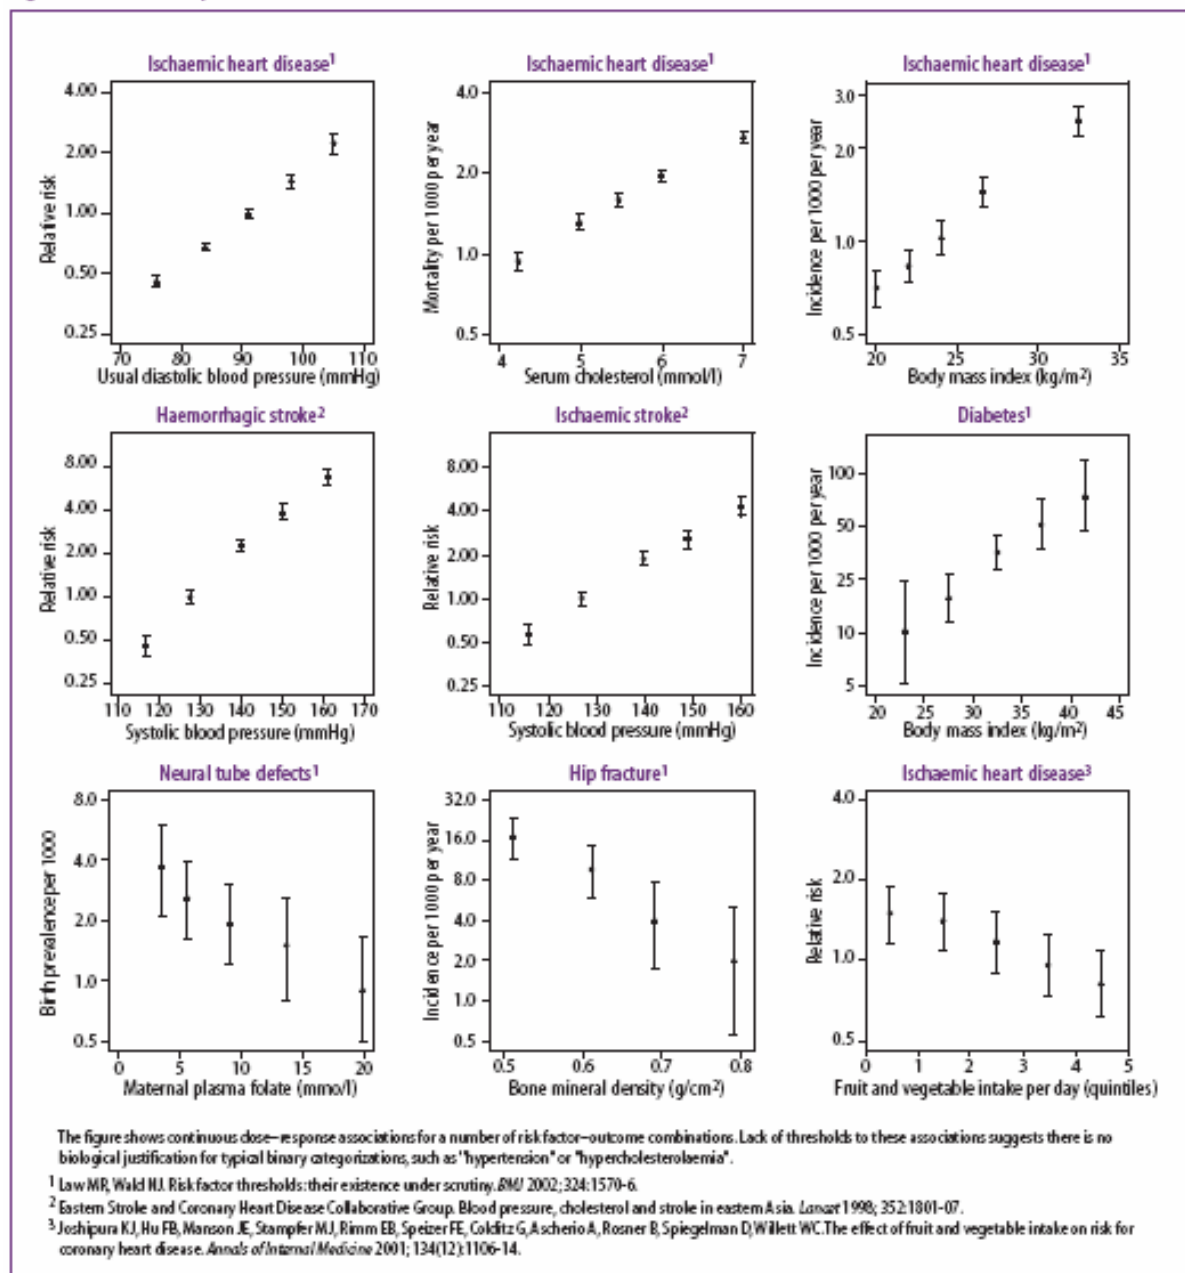 Ischaemic heart disease1
Relative risk
4.00
2.00
1.00
0.50
0.25
70 80 90 100 110
Usual diastolic blood pressure (mmHg)
Ischaemic heart disease1
Mortality per 1000 per year
4.0
2.0
1.0
0.5
4 5 6 7
Serum cholesterol (mmol/l)
Ischaemic heart disease1
Incidence per 1000 per year
3.0
2.0
1.0
0.5
20 25 30 35
Body mass index (kg/m2)
Haemorrhagic stroke2
Relative risk
8.00
4.00
2.00
1.00
0.50
0.25
110 120 130 140 150 160 170
Systolic blood pressure (mmHg)
Ischaemic stroke2
Relative risk
8.00
4.00
2.00
1.00
0.50
0.25
110 120 130 140 150 160
Systolic blood pressure (mmHg)
Diabetes1
Incidence per 1000 per year
100
50
25
10
5
20 25 30 35 40 45
Body mass index (kg/m2)
Neural tube defects1
Birth prevalence per 1000
8.0
4.0
2.0
1.0
0.5
0 5 10 15 20
Maternal plasma folate (mmo/l)
Hip fracture1
Incidence per 1000 per year
32.0
16.0
8.0
4.0
2.0
1.0
0.5
0.5 0.6 0.7 0.8
Bone mineral density (g/cm2)
Ischaemic heart disease3
Relative risk
4.0
2.0
1.0
0.5
0 1 2 3 4 5
Fruit and vegetable intake per day (quintiles)
The figure shows continuous dose–response associations for a number of risk factor–outcome combinations. Lack of thresholds to these associations suggests there is no
biological justification for typical binary categorizations, such as "hypertension" or "hypercholesterolaemia".
1 Law MR, Wald NJ. Risk factor thresholds: their existence under scrutiny. BMJ 2002; 324:1570-6.
2 Eastern Stroke and Coronary Heart Disease Collaborative Group. Blood pressure, cholesterol and stroke in eastern Asia. Lancet 1998; 352:1801-07.
3 Joshipura KJ, Hu FB, Manson JE, Stampfer MJ, Rimm EB, Speizer FE, Colditz G, Ascherio A, Rosner B, Spiegelman D, Willett WC. The effect of fruit and vegetable intake on risk for
coronary heart disease. Annals of Internal Medicine 2001; 134(12):1106-14.